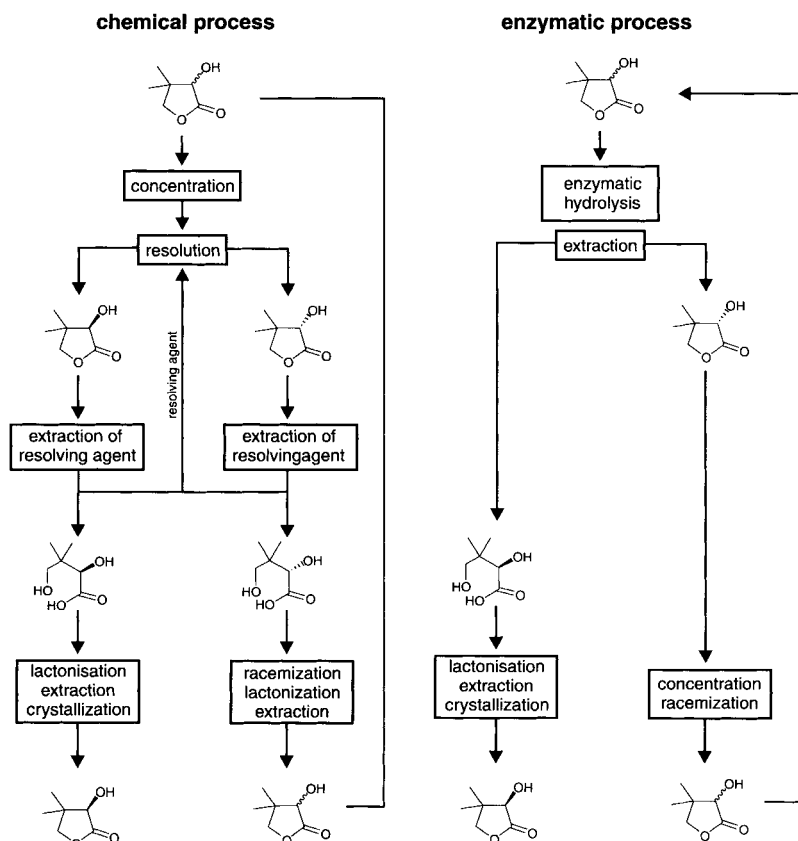 chemical process
OH
O
O
concentration
resolution
OH
O
O
OH
O
O
resolving agent
extraction of
resolving agent
extraction of
resolvingagent
OH
HO
HO
O
OH
HO
HO
O
lactonisation
extraction
crystallization
racemization
lactonization
extraction
OH
O
O
OH
O
O
enzymatic process
OH
O
O
enzymatic
hydrolysis
extraction
OH
O
O
OH
HO
HO
O
lactonisation
extraction
crystallization
concentration
racemization
OH
O
O
OH
O
O